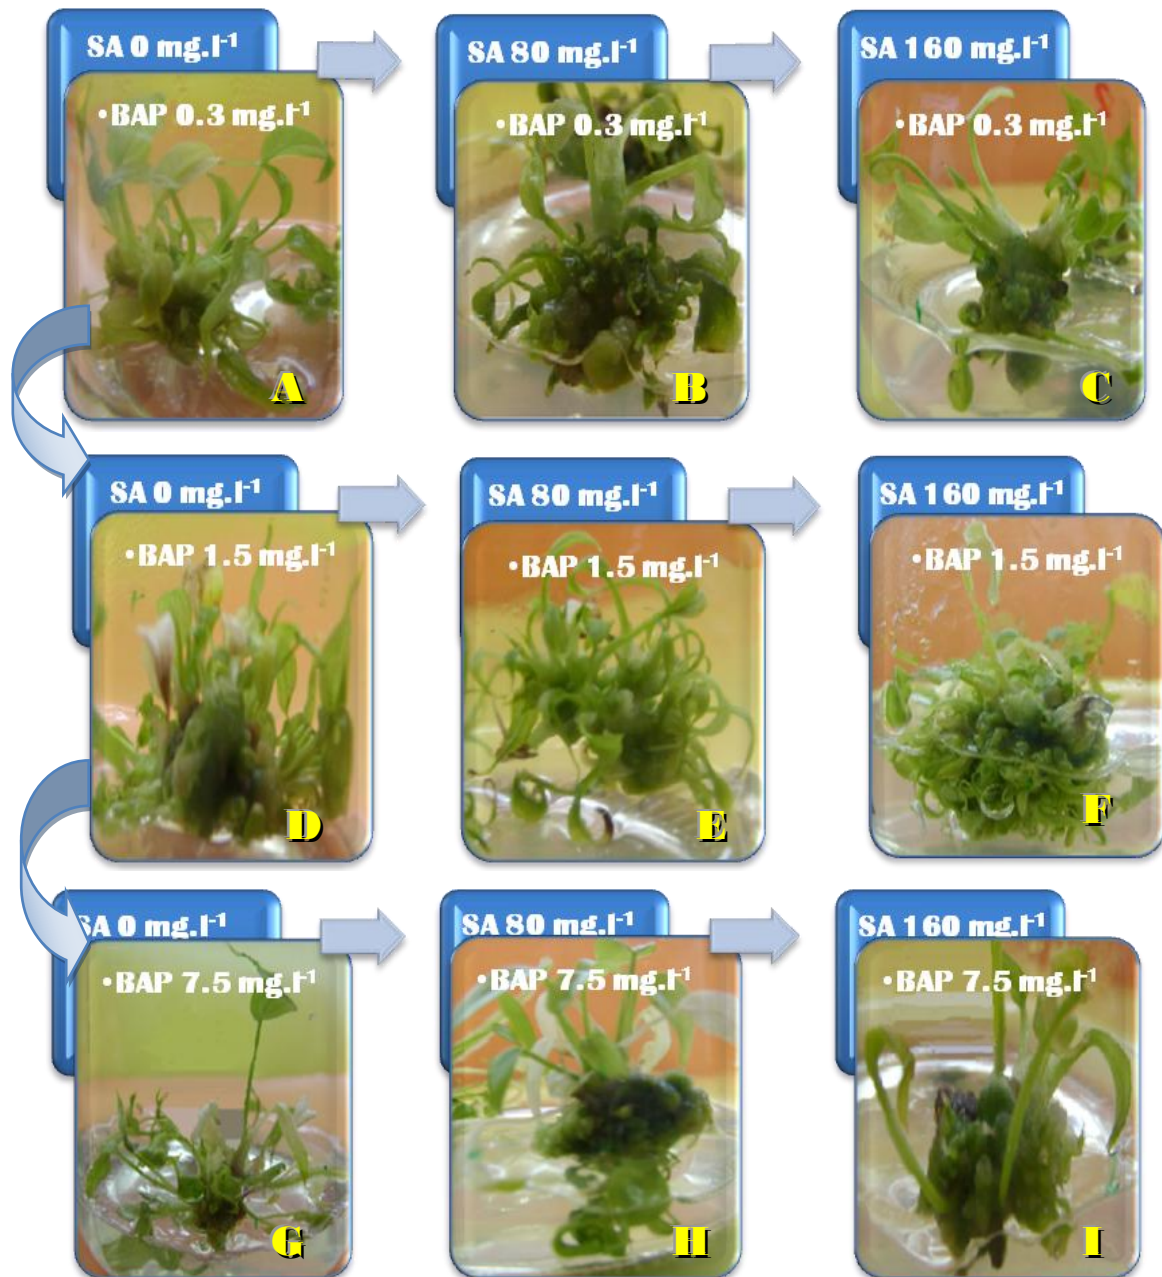 SA 0 mg.l⁻¹
•BAP 0.3 mg.l⁻¹
A
SA 80 mg.l⁻¹
•BAP 0.3 mg.l⁻¹
B
SA 160 mg.l⁻¹
•BAP 0.3 mg.l⁻¹
C
SA 0 mg.l⁻¹
•BAP 1.5 mg.l⁻¹
D
SA 80 mg.l⁻¹
•BAP 1.5 mg.l⁻¹
E
SA 160 mg.l⁻¹
•BAP 1.5 mg.l⁻¹
F
SA 0 mg.l⁻¹
•BAP 7.5 mg.l⁻¹
G
SA 80 mg.l⁻¹
•BAP 7.5 mg.l⁻¹
H
SA 160 mg.l⁻¹
•BAP 7.5 mg.l⁻¹
I